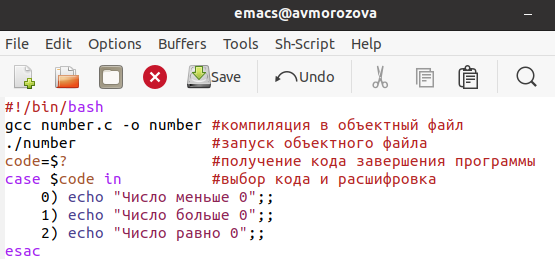 emacs@avmorozova
File Edit Options Buffers Tools Sh-Script Help
Save Undo
#!/bin/bash
gcc number.c -o number #компиляция в объектный файл
./number #запуск объектного файла
code=$? #получение кода завершения программы
case $code in #выбор кода и расшифровка
0) echo "Число меньше 0";;
1) echo "Число больше 0";;
2) echo "Число равно 0";;
esac